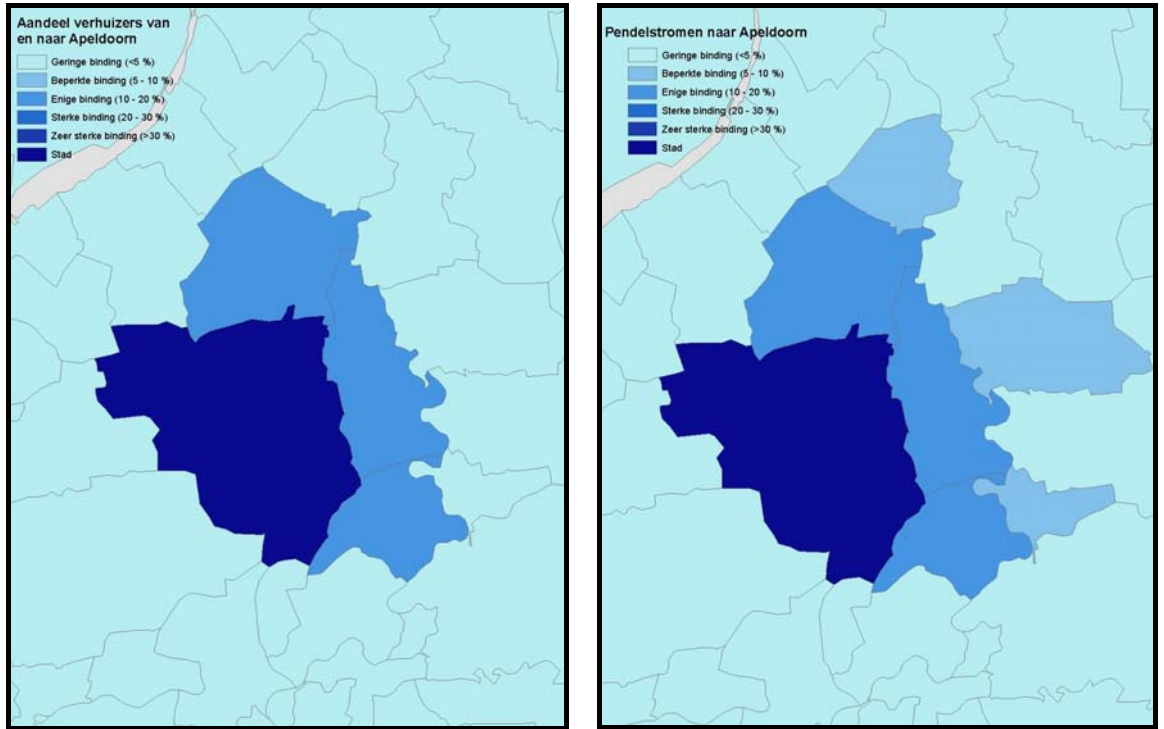 Aandeel verhuizers van
en naar Apeldoorn
Geringe binding (<5 %)
Beperkte binding (5 - 10 %)
Enige binding (10 - 20 %)
Sterke binding (20 - 30 %)
Zeer sterke binding (>30 %)
Stad
Pendelstromen naar Apeldoorn
Geringe binding (<5 %)
Beperkte binding (5 - 10 %)
Enige binding (10 - 20 %)
Sterke binding (20 - 30 %)
Zeer sterke binding (>30 %)
Stad